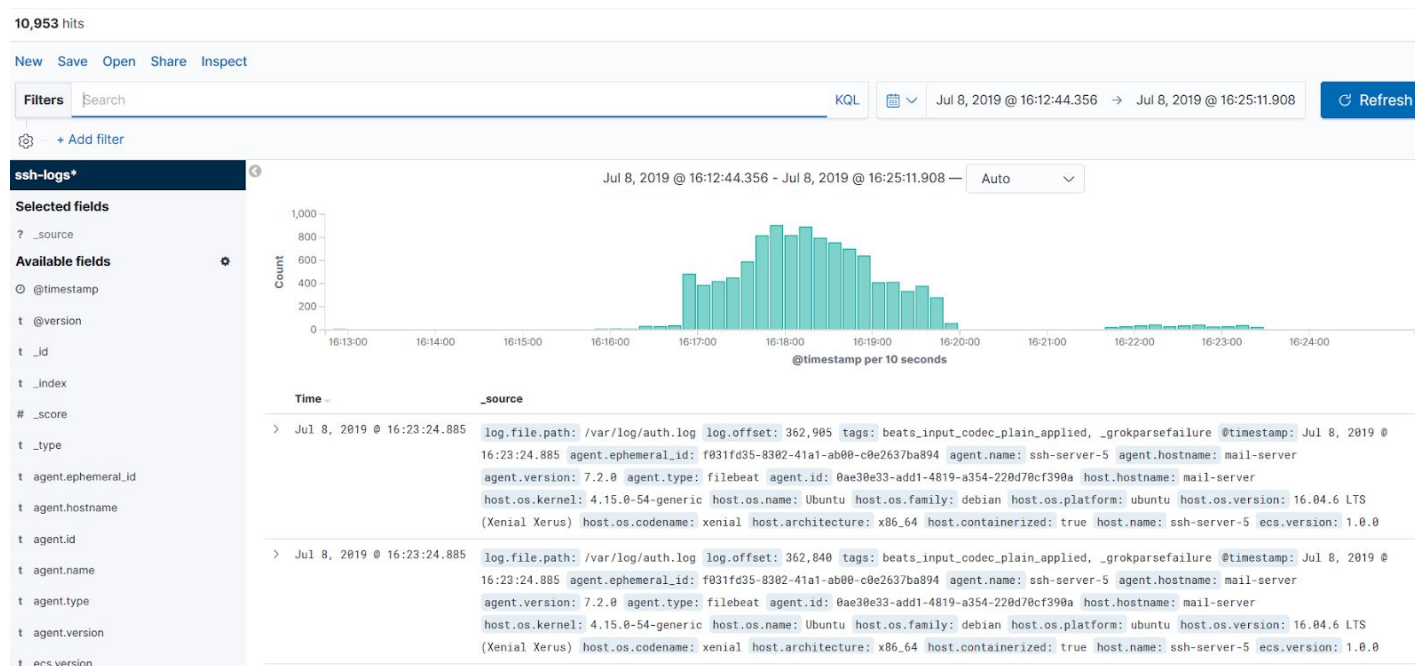 10,953 hits
New Save Open Share Inspect
Filters Search KQL Jul 8, 2019 @ 16:12:44.356 → Jul 8, 2019 @ 16:25:11.908 Refresh
+ Add filter
ssh-logs*
Selected fields
? _source
Available fields
@timestamp
t @version
t _id
t _index
# _score
t _type
t agent.ephemeral_id
t agent.hostname
t agent.id
t agent.name
t agent.type
t agent.version
t ecs.version
Jul 8, 2019 @ 16:12:44.356 - Jul 8, 2019 @ 16:25:11.908 — Auto
Count
1,000
800
600
400
200
0
16:13:00 16:14:00 16:15:00 16:16:00 16:17:00 16:18:00 16:19:00 16:20:00 16:21:00 16:22:00 16:23:00 16:24:00
@timestamp per 10 seconds
Time _source
Jul 8, 2019 @ 16:23:24.885 log.file.path: /var/log/auth.log log.offset: 362,905 tags: beats_input_codec_plain_applied, _grokparsefailure @timestamp: Jul 8, 2019 @
16:23:24.885 agent.ephemeral_id: f031fd35-8302-41a1-ab00-c0e2637ba894 agent.name: ssh-server-5 agent.hostname: mail-server
agent.version: 7.2.0 agent.type: filebeat agent.id: 0ae30e33-add1-4819-a354-220d70cf390a host.hostname: mail-server
host.os.kernel: 4.15.0-54-generic host.os.name: Ubuntu host.os.family: debian host.os.platform: ubuntu host.os.version: 16.04.6 LTS
(Xenial Xerus) host.os.codename: xenial host.architecture: x86_64 host.containerized: true host.name: ssh-server-5 ecs.version: 1.0.0
Jul 8, 2019 @ 16:23:24.885 log.file.path: /var/log/auth.log log.offset: 362,840 tags: beats_input_codec_plain_applied, _grokparsefailure @timestamp: Jul 8, 2019 @
16:23:24.885 agent.ephemeral_id: f031fd35-8302-41a1-ab00-c0e2637ba894 agent.name: ssh-server-5 agent.hostname: mail-server
agent.version: 7.2.0 agent.type: filebeat agent.id: 0ae30e33-add1-4819-a354-220d70cf390a host.hostname: mail-server
host.os.kernel: 4.15.0-54-generic host.os.name: Ubuntu host.os.family: debian host.os.platform: ubuntu host.os.version: 16.04.6 LTS
(Xenial Xerus) host.os.codename: xenial host.architecture: x86_64 host.containerized: true host.name: ssh-server-5 ecs.version: 1.0.0